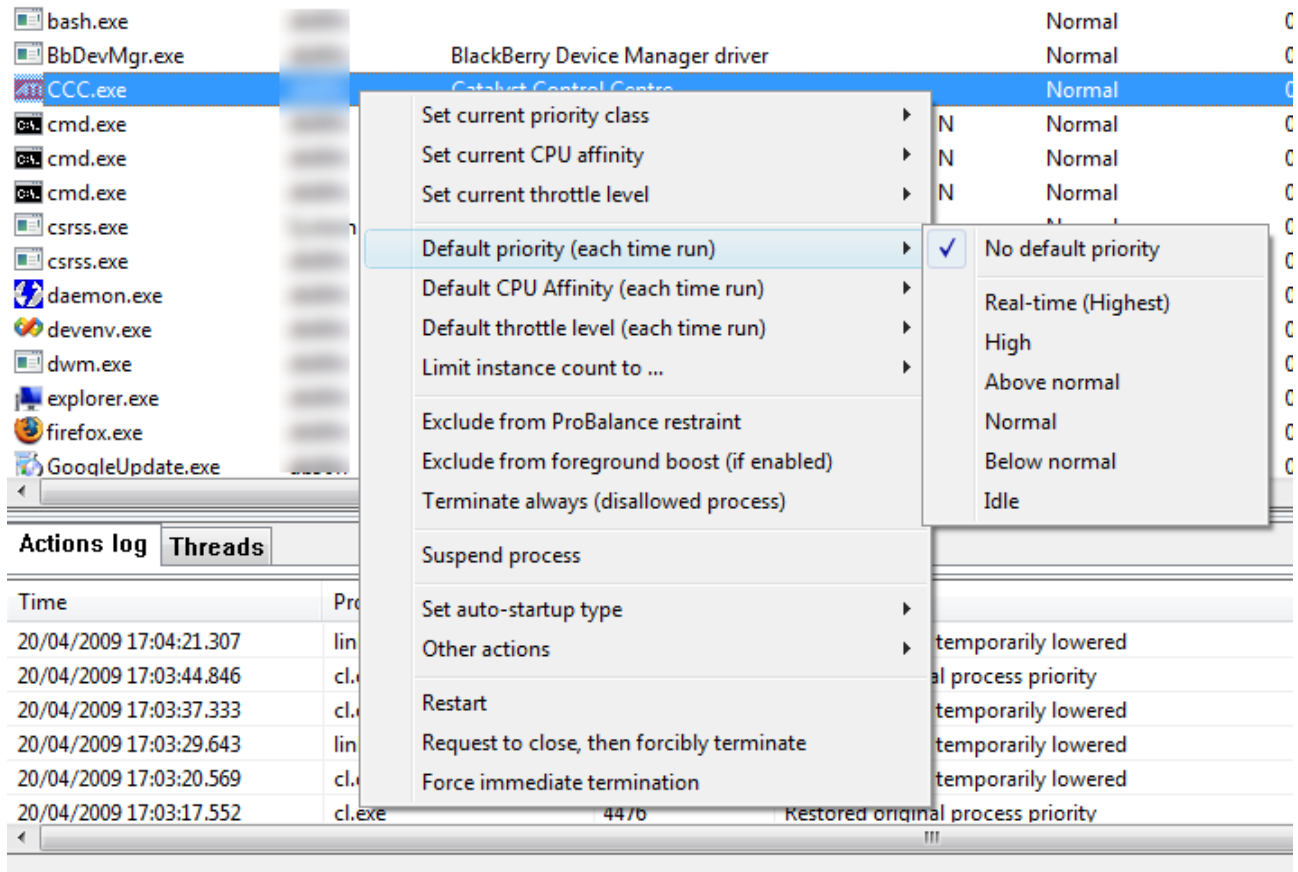 bash.exe Normal 0
BbDevMgr.exe BlackBerry Device Manager driver Normal 0
CCC.exe Catalyst Control Centre Normal 0
cmd.exe N Normal 0
cmd.exe N Normal 0
cmd.exe N Normal 0
csrss.exe
csrss.exe
daemon.exe
devenv.exe
dwm.exe
explorer.exe
firefox.exe
GoogleUpdate.exe
Set current priority class
Set current CPU affinity
Set current throttle level
Default priority (each time run)
Default CPU Affinity (each time run)
Default throttle level (each time run)
Limit instance count to ...
Exclude from ProBalance restraint
Exclude from foreground boost (if enabled)
Terminate always (disallowed process)
Suspend process
Set auto-startup type
Other actions
Restart
Request to close, then forcibly terminate
Force immediate termination
No default priority
Real-time (Highest)
High
Above normal
Normal
Below normal
Idle
Actions log Threads
Time
20/04/2009 17:04:21.307 temporarily lowered
20/04/2009 17:03:44.846 process priority
20/04/2009 17:03:37.333 temporarily lowered
20/04/2009 17:03:29.643 temporarily lowered
20/04/2009 17:03:20.569 temporarily lowered
20/04/2009 17:03:17.552 cl.exe 4476 Restored original process priority